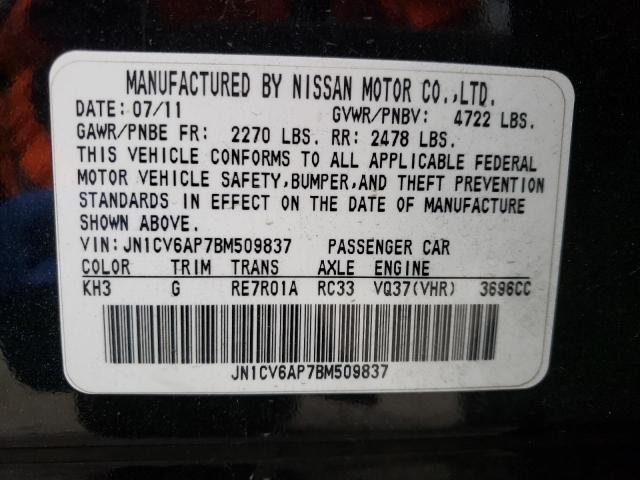 MANUFACTURED BY NISSAN MOTOR CO.,LTD.
DATE: 07/11 GVWR/PNBV: 4722 LBS.
GAWR/PNBE FR: 2270 LBS. RR: 2478 LBS.
THIS VEHICLE CONFORMS TO ALL APPLICABLE FEDERAL
MOTOR VEHICLE SAFETY,BUMPER,AND THEFT PREVENTION
STANDARDS IN EFFECT ON THE DATE OF MANUFACTURE
SHOWN ABOVE.
VIN: JN1CV6AP7BM509837 PASSENGER CAR
COLOR TRIM TRANS AXLE ENGINE
KH3 G RE7R01A RC33 VQ37(VHR) 3696CC
JN1CV6AP7BM509837